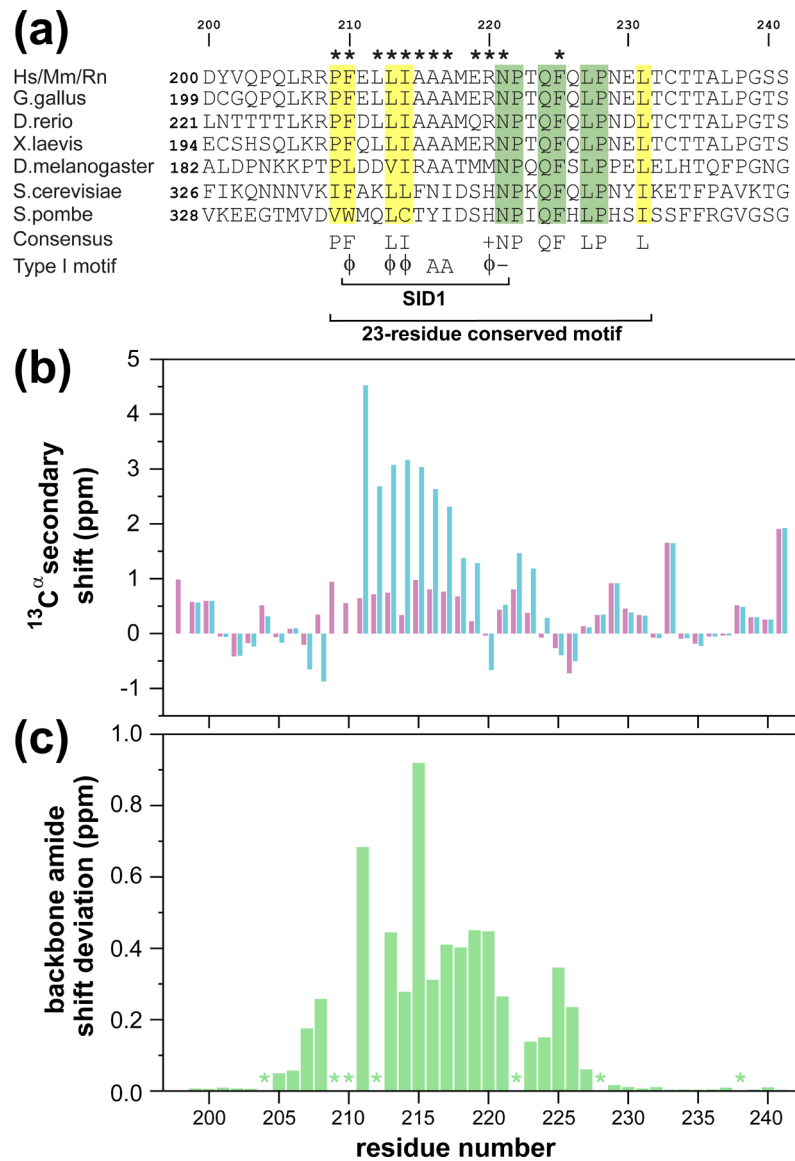 (a)
200 210 220 230 240
** ****** *** *
Hs/Mm/Rn 200 DYVQPQLRRPFELLIAAAMERNPTQFQLPNELTCTTALPGSS
G.gallus 199 DCGQPQLKRPFELLIAAAMERNPTQFQLPNELTCTTALPGTS
D.rerio 221 LNTTTTLKRPFDLLIAAAMQRNPTQFQLPNDLTCTTALPGTS
X.laevis 194 ECSHSQLKRPFQLLIAAAMERNPTQFQLPNELTCTTALPGTS
D.melanogaster 182 ALDPNKKPTPLDDVIRAATMMNPQQFSLPPELELHTQFPGNG
S.cerevisiae 326 FIKQNNNVKIFAKLLFNIDSHNPKQFQLPNYIKETFPAVKTG
S.pombe 328 VKEEGTMVDVWMQLCTYIDSHNPIQFHLPHSISSFFRGVGSG
Consensus PF LI +NP QF LP L
Type I motif ϕ ϕϕ AA ϕ−
SID1
23-residue conserved motif
(b)
13Cα secondary
shift (ppm)
5
4
3
2
1
0
-1
(c)
backbone amide
shift deviation (ppm)
1.0
0.8
0.6
0.4
0.2
0.0
* ** * * * *
200 205 210 215 220 225 230 235 240
residue number